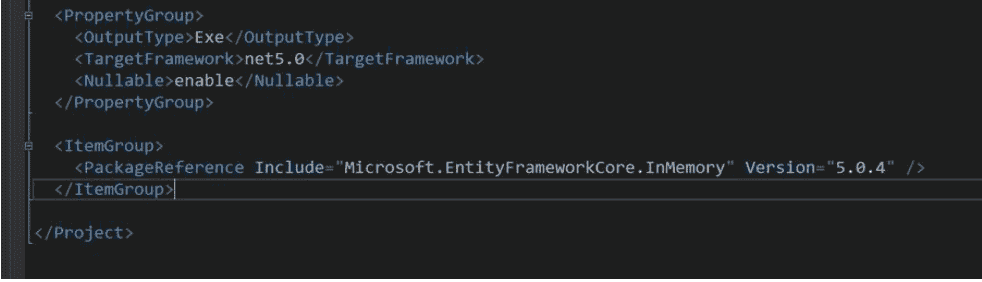 <PropertyGroup>
<OutputType>Exe</OutputType>
<TargetFramework>net5.0</TargetFramework>
<Nullable>enable</Nullable>
</PropertyGroup>
<ItemGroup>
<PackageReference Include="Microsoft.EntityFrameworkCore.InMemory" Version="5.0.4" />
</ItemGroup>
</Project>